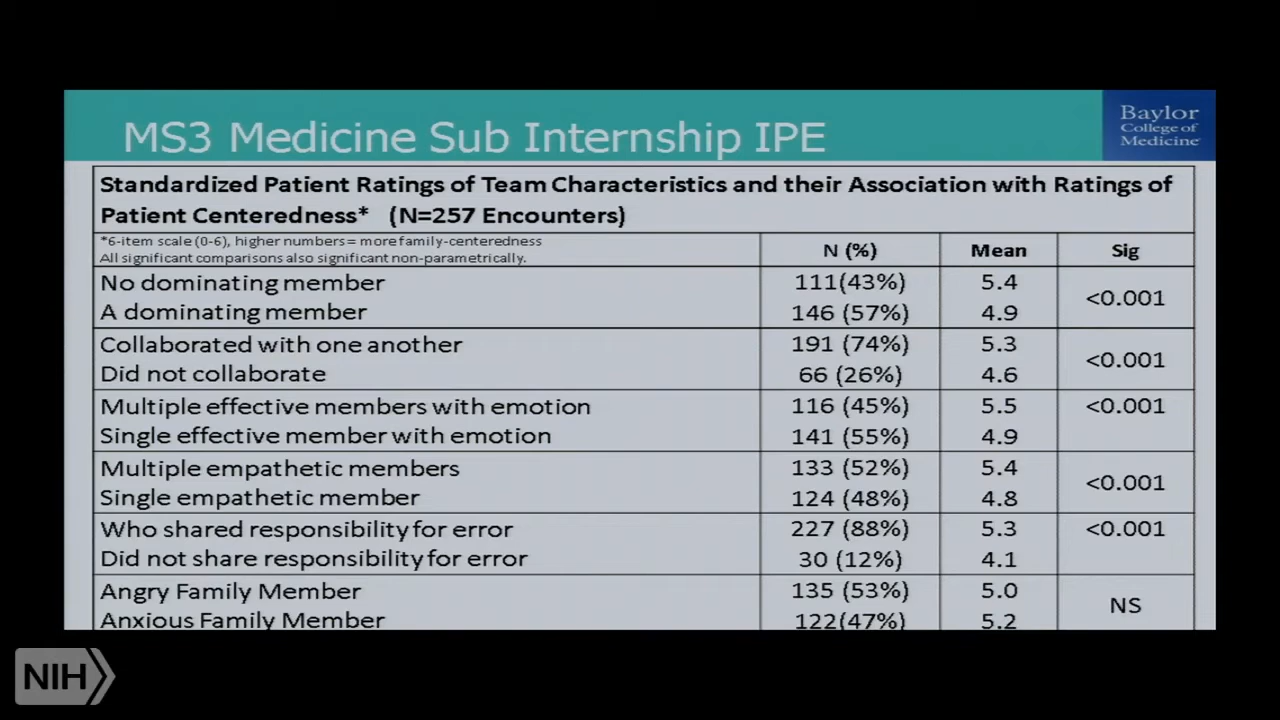 MS3 Medicine Sub Internship IPE
Baylor
College of
Medicine
Standardized Patient Ratings of Team Characteristics and their Association with Ratings of
Patient Centeredness* (N=257 Encounters)
*6-item scale (0-6), higher numbers = more family-centeredness
All significant comparisons also significant non-parametrically.
N (%) Mean Sig
No dominating member 111(43%) 5.4
<0.001
A dominating member 146 (57%) 4.9
Collaborated with one another 191 (74%) 5.3
<0.001
Did not collaborate 66 (26%) 4.6
Multiple effective members with emotion 116 (45%) 5.5 <0.001
Single effective member with emotion 141 (55%) 4.9
Multiple empathetic members 133 (52%) 5.4
<0.001
Single empathetic member 124 (48%) 4.8
Who shared responsibility for error 227 (88%) 5.3 <0.001
Did not share responsibility for error 30 (12%) 4.1
Angry Family Member 135 (53%) 5.0
NS
Anxious Family Member 122(47%) 5.2
NIH